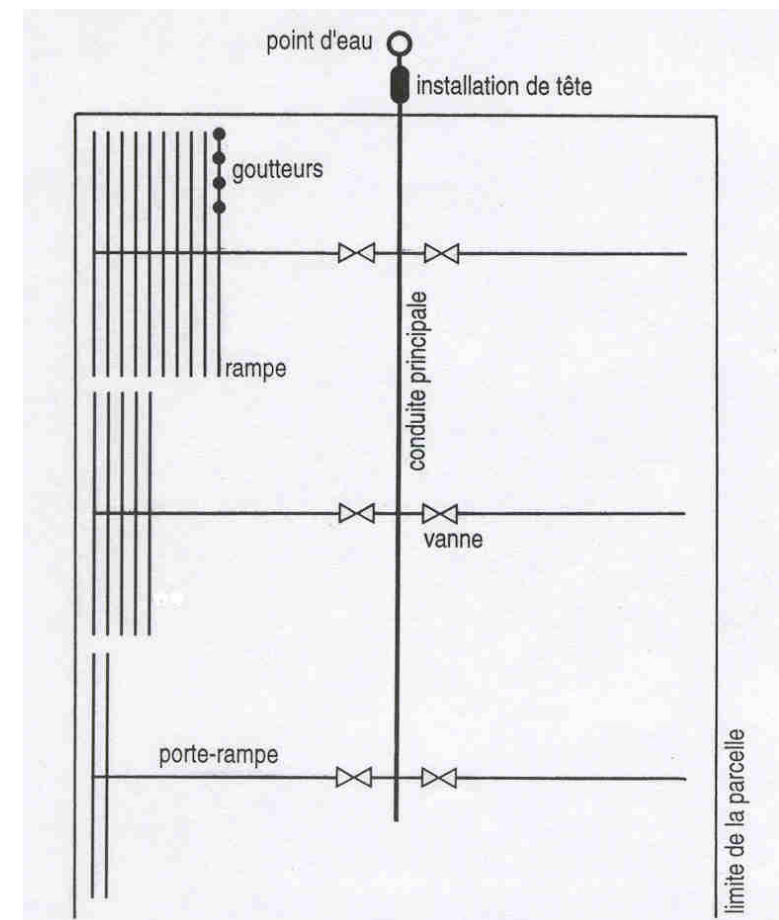 point d'eau
installation de tête
goutteurs
rampe
conduite principale
vanne
porte-rampe
limite de la parcelle